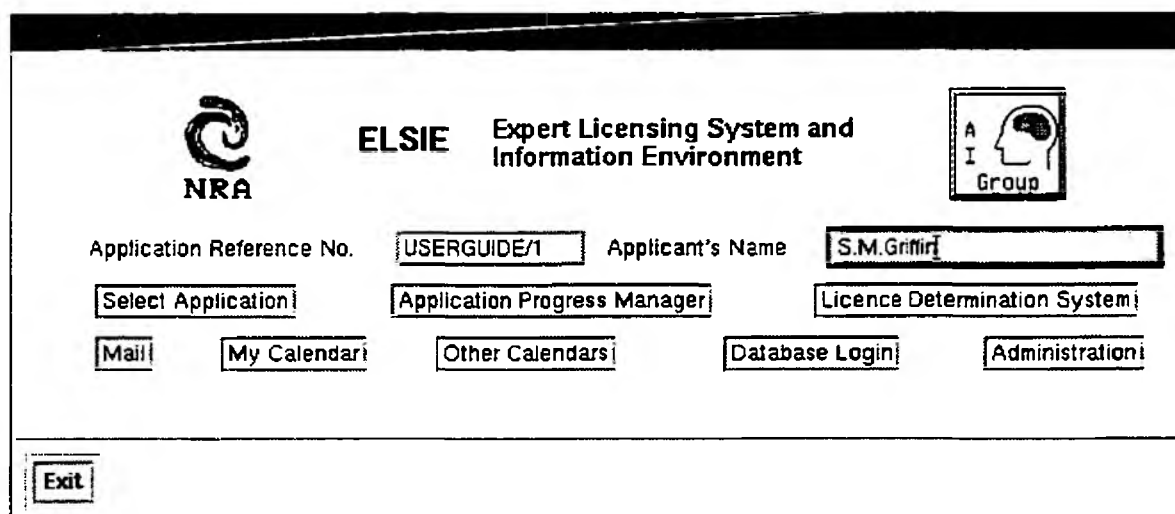 NRA
ELSIE
Expert Licensing System and
Information Environment
A
I
Group
Application Reference No. USERGUIDE/1 Applicant's Name S.M.Griffin
Select Application Application Progress Manager Licence Determination System
Mail My Calendar Other Calendars Database Login Administration
Exit